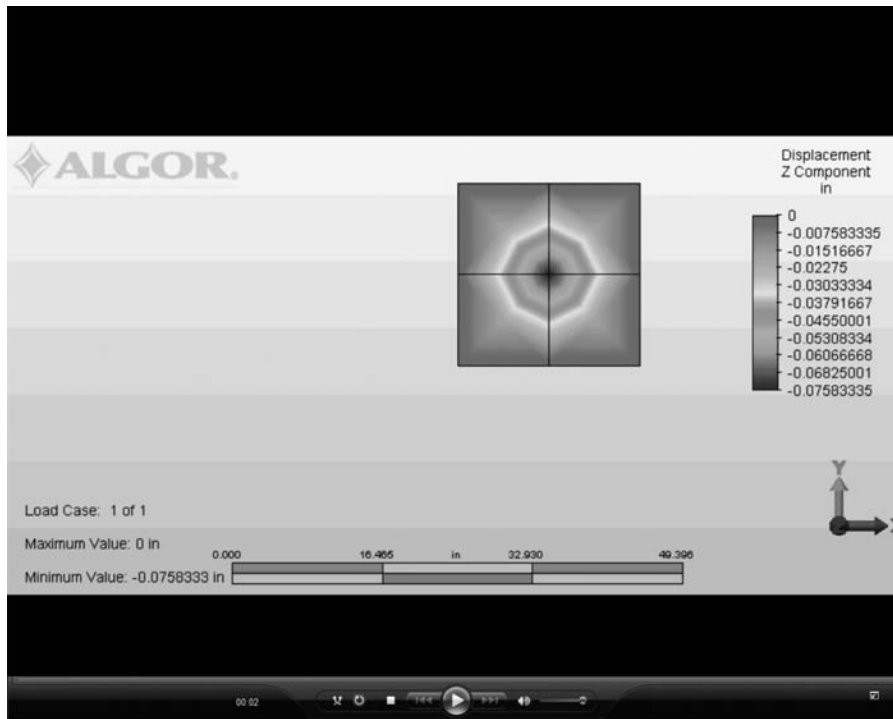 ALGOR.
Displacement
Z Component
in
0
-0.007583335
-0.01516667
-0.02275
-0.03033334
-0.03791667
-0.04550001
-0.05308334
-0.06066668
-0.06825001
-0.07583335
Y
X
Load Case: 1 of 1
Maximum Value: 0 in
Minimum Value: -0.0758333 in
0.000 16.465 in 32.930 49.396
00:02